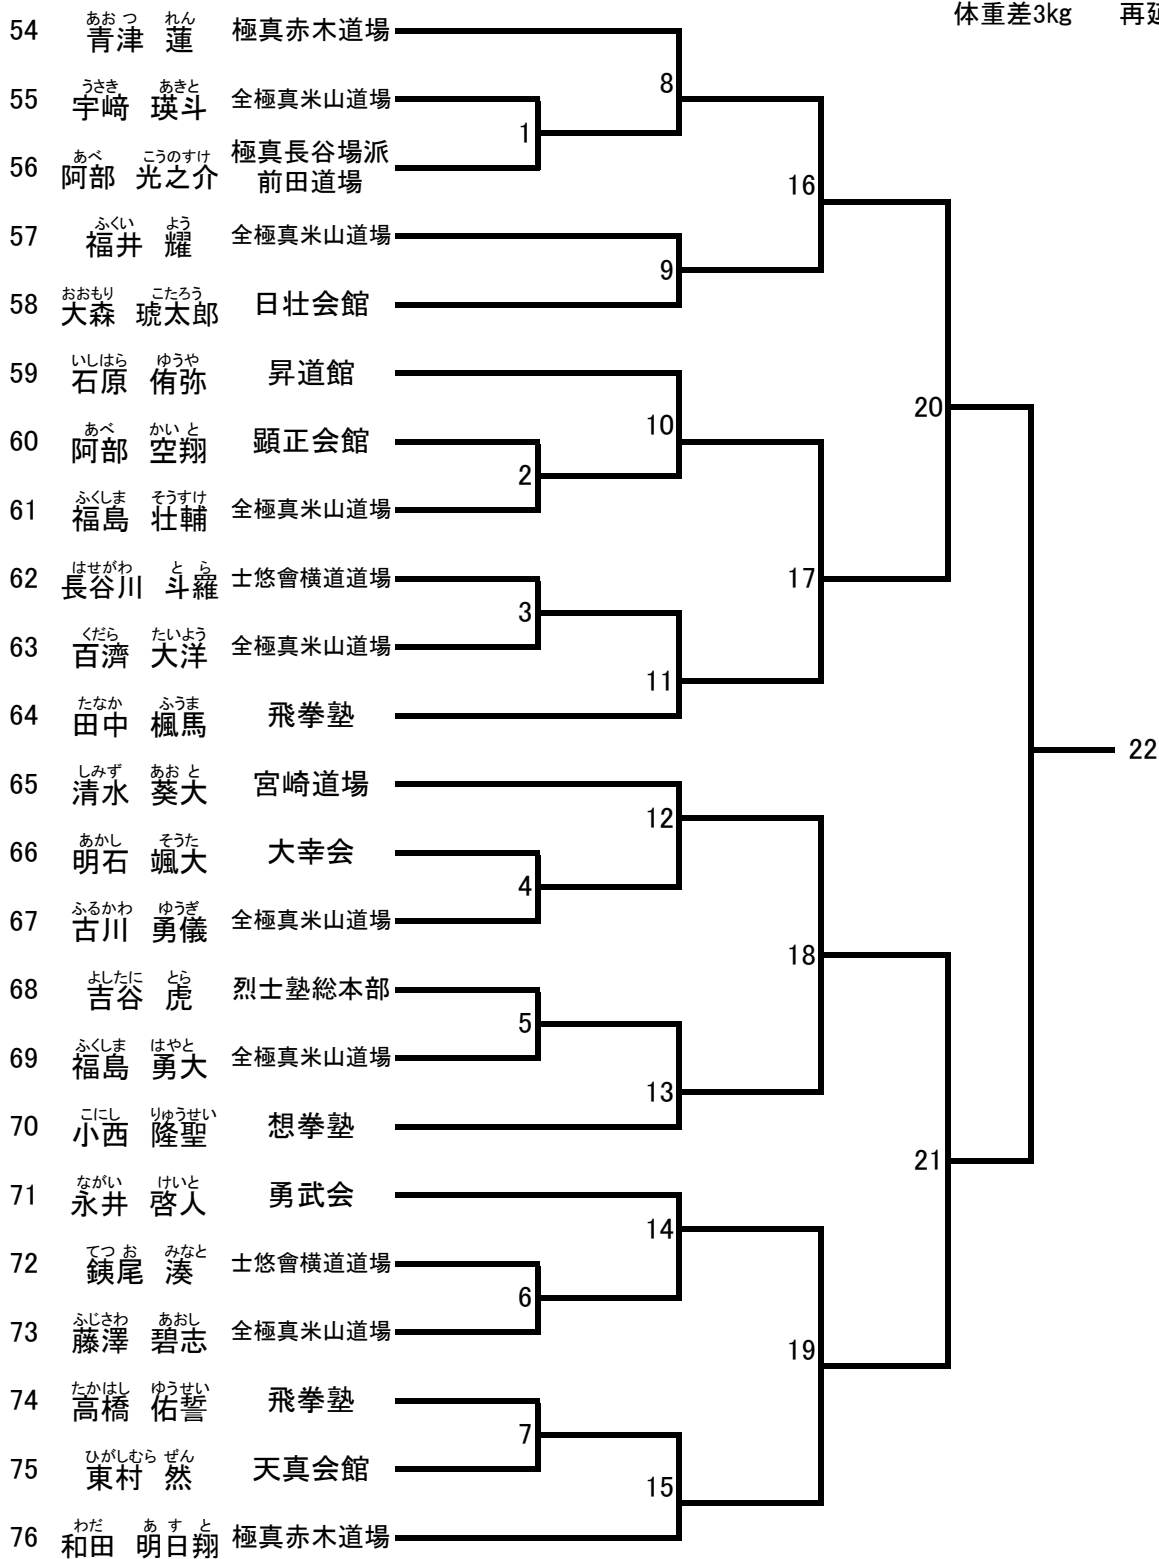 体重差3kg 再延
54 青津 蓮 極真赤木道場
あおつ れん
8
55 宇﨑 瑛斗 全極真米山道場
うさき あきと
1
56 阿部 光之介 極真長谷場派
前田道場
あべ こうのすけ
16
57 福井 耀 全極真米山道場
ふくい よう
9
58 大森 琥太郎 日壮会館
おおもり こたろう
59 石原 侑弥 昇道館
いしはら ゆうや
20
60 阿部 空翔 顕正会館
あべ かいと
10
2
61 福島 壮輔 全極真米山道場
ふくしま そうすけ
62 長谷川 斗羅 士悠會横道道場
はせがわ とら
17
3
63 百濟 大洋 全極真米山道場
くだら たいよう
11
64 田中 楓馬 飛拳塾
たなか ふうま
22
65 清水 葵大 宮崎道場
しみず あおと
12
66 明石 颯大 大幸会
あかし そうた
4
67 古川 勇儀 全極真米山道場
ふるかわ ゆうぎ
18
68 吉谷 虎 烈士塾総本部
よしたに とら
5
69 福島 勇大 全極真米山道場
ふくしま はやと
13
70 小西 隆聖 想拳塾
こにし りゅうせい
21
71 永井 啓人 勇武会
ながい けいと
14
72 銕尾 湊 士悠會横道道場
てつお みなと
6
73 藤澤 碧志 全極真米山道場
ふじさわ あおし
19
74 高橋 佑誓 飛拳塾
たかはし ゆうせい
7
75 東村 然 天真会館
ひがしむら ぜん
15
76 和田 明日翔 極真赤木道場
わだ あすと